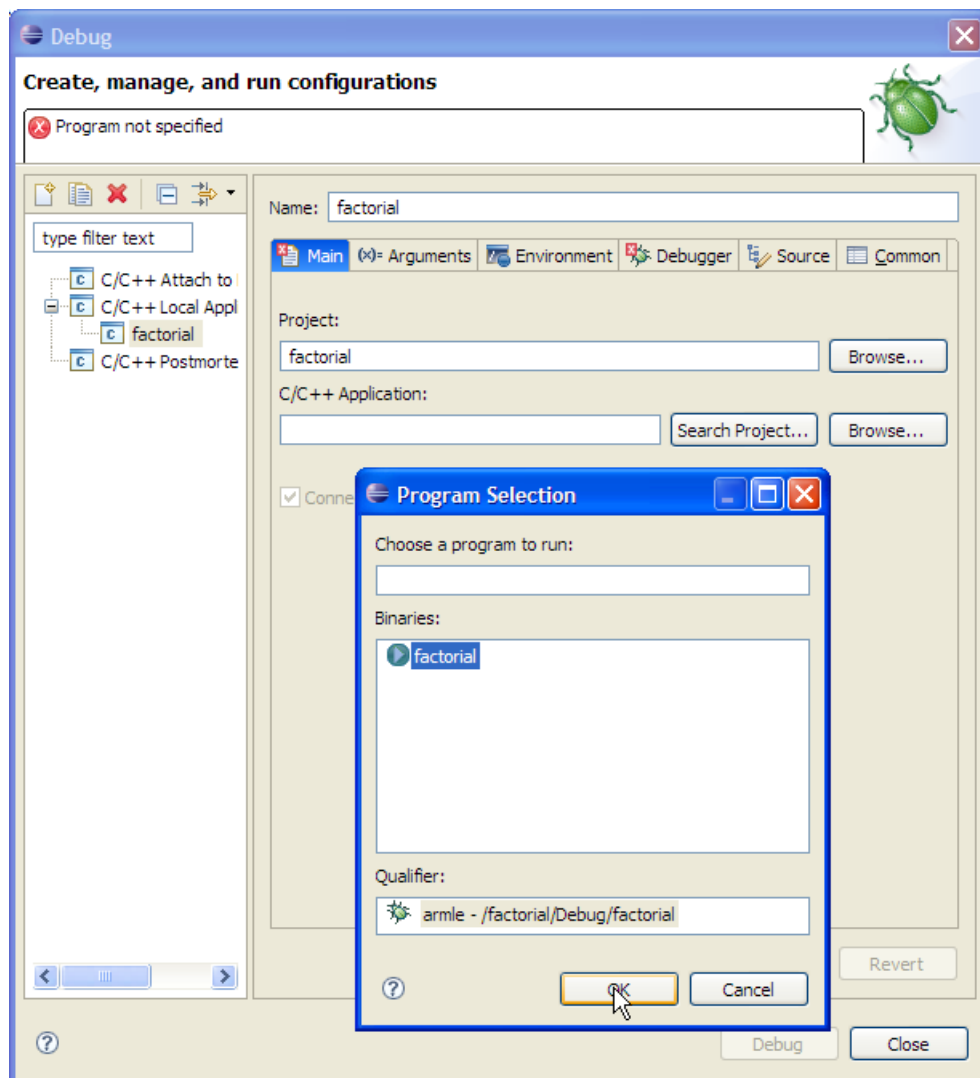 Debug
Create, manage, and run configurations
Program not specified
type filter text
C/C++ Attach to
C/C++ Local Appl
factorial
C/C++ Postmorte
Name: factorial
Main (x)= Arguments Environment Debugger Source Common
Project:
factorial Browse...
C/C++ Application:
Search Project... Browse...
Conne
Program Selection
Choose a program to run:
Binaries:
factorial
Qualifier:
armle - /factorial/Debug/factorial
OK Cancel
Revert
Debug Close